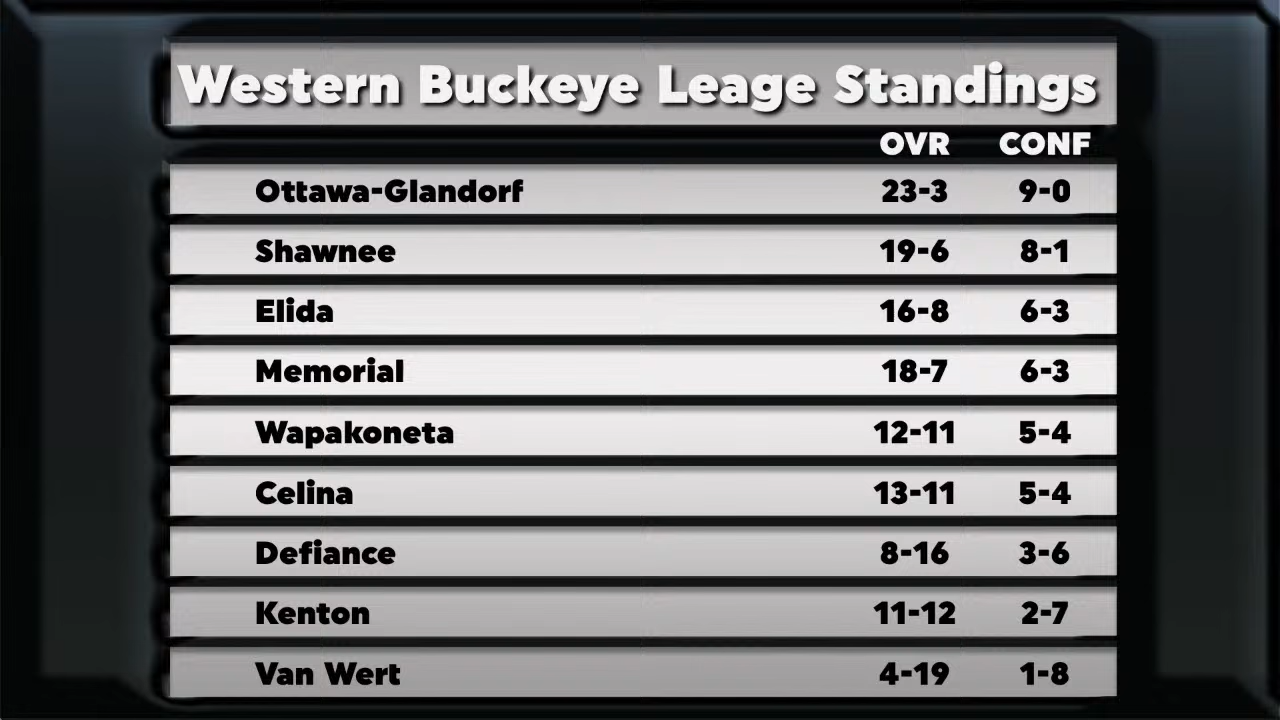 Western Buckeye Leage Standings
OVR CONF
Ottawa-Glandorf 23-3 9-0
Shawnee 19-6 8-1
Elida 16-8 6-3
Memorial 18-7 6-3
Wapakoneta 12-11 5-4
Celina 13-11 5-4
Defiance 8-16 3-6
Kenton 11-12 2-7
Van Wert 4-19 1-8